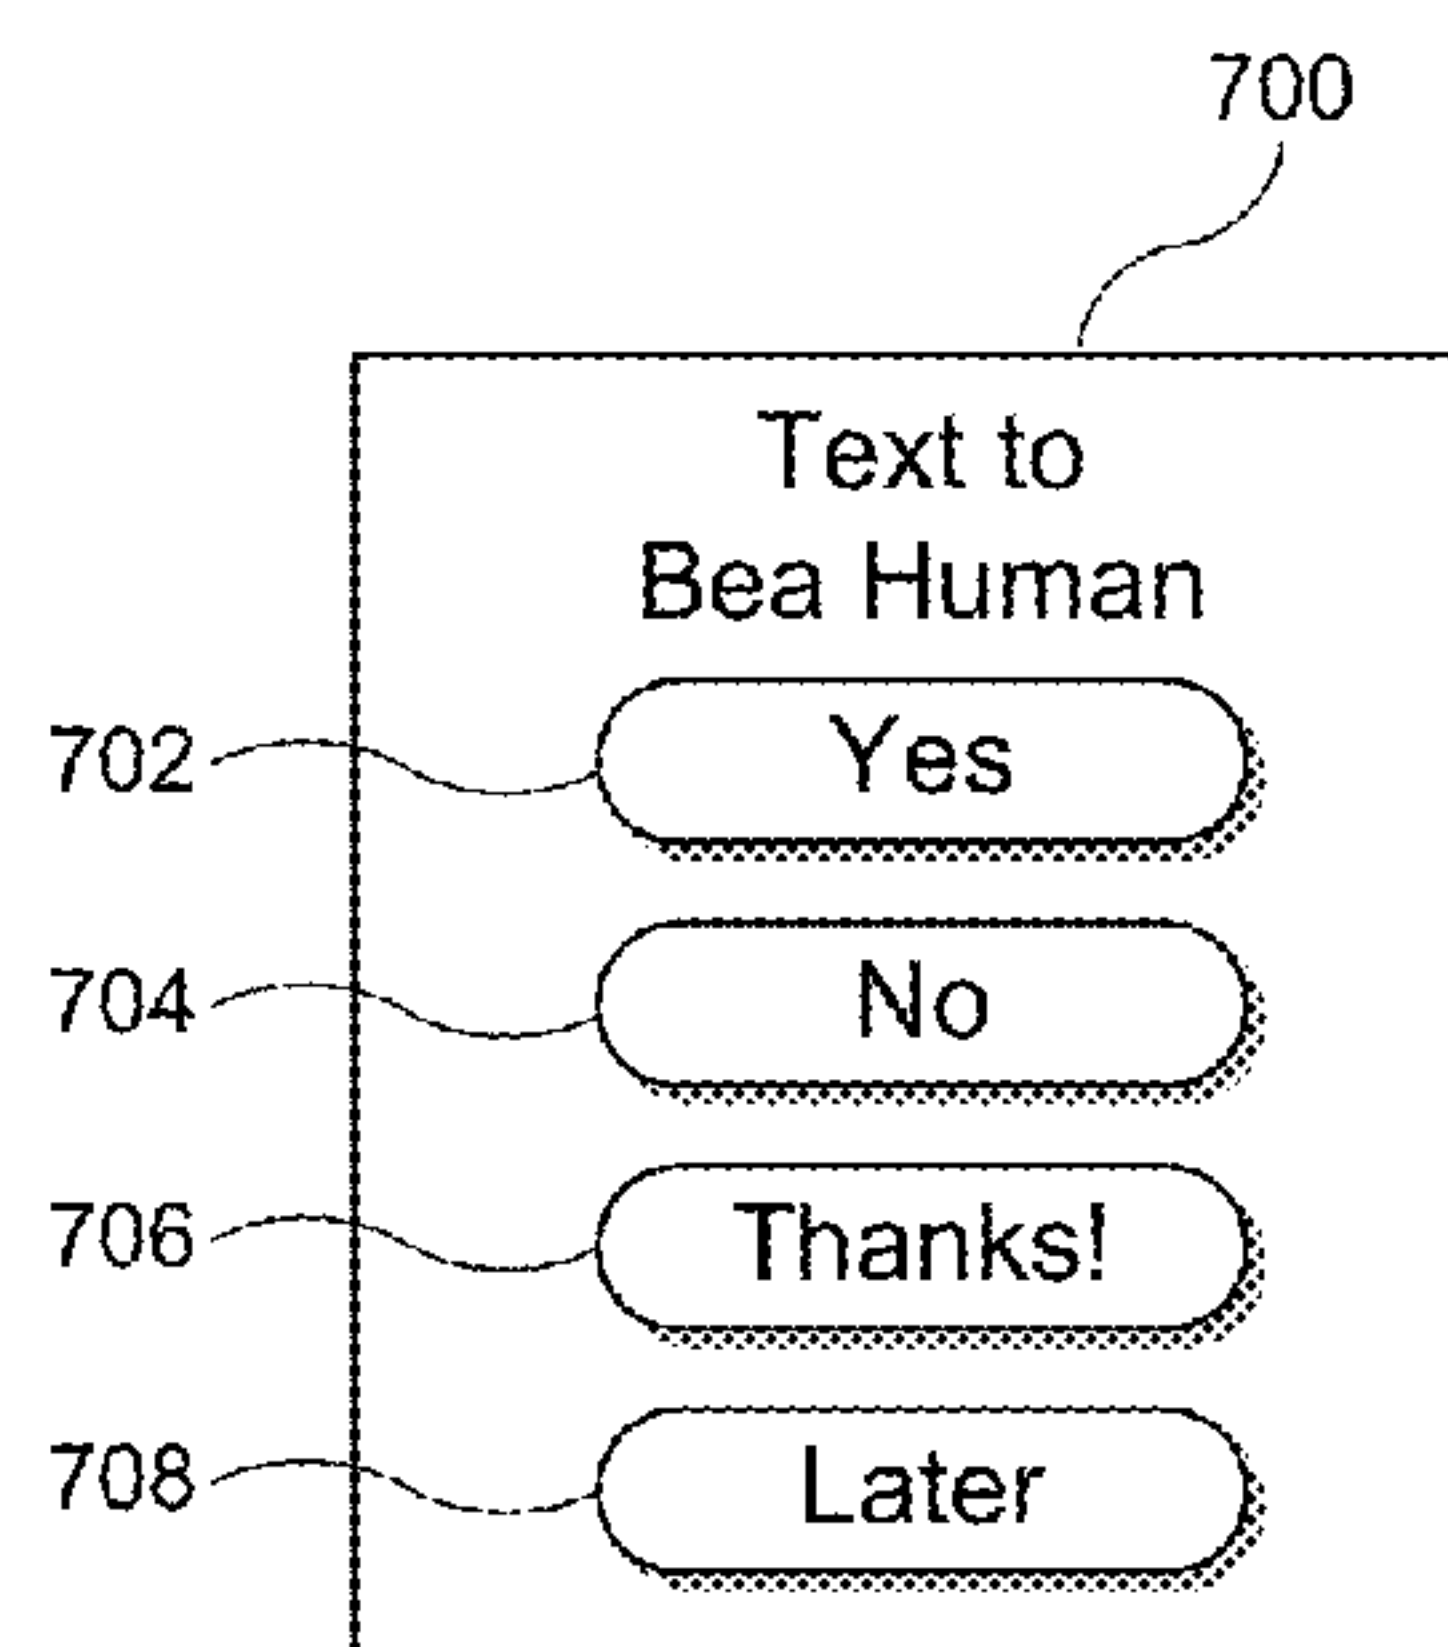 700
Text to
Bea Human
702 Yes
704 No
706 Thanks!
708 Later